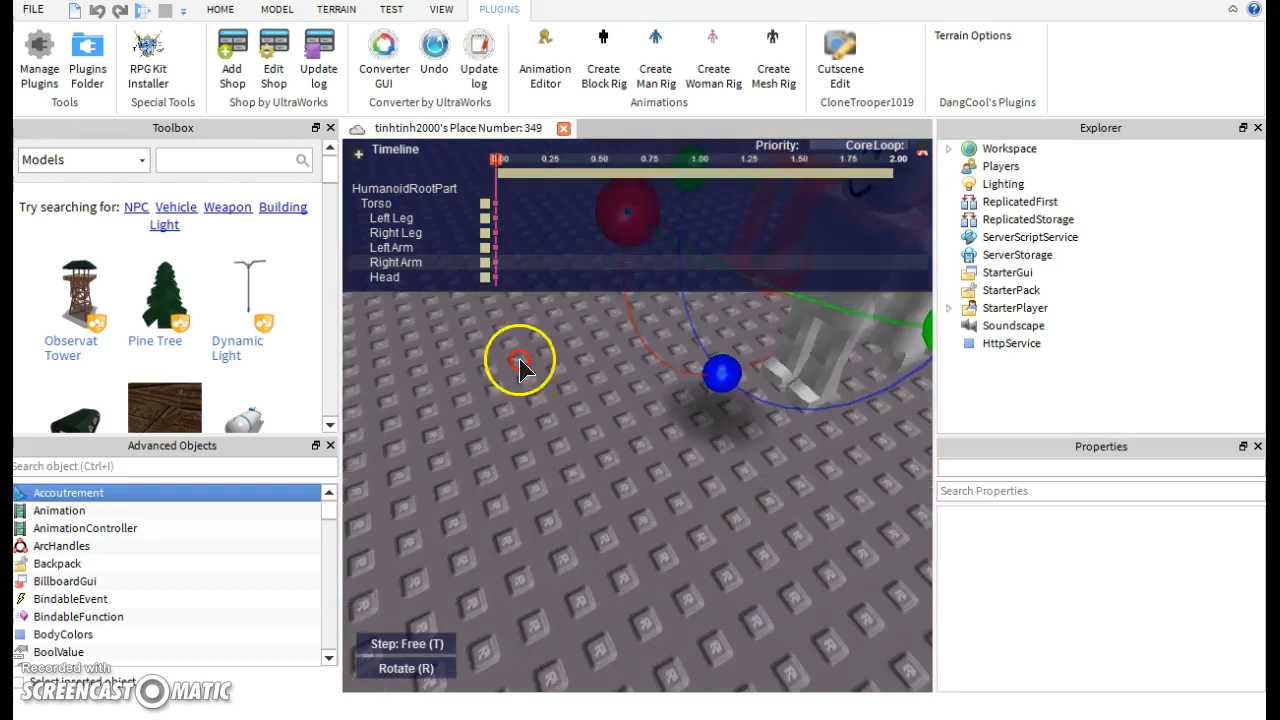 FILE HOME MODEL TERRAIN TEST VIEW PLUGINS
Manage Plugins
Plugins Folder
Tools
RPG Kit Installer
Special Tools
Add Shop
Edit Shop
Update log
Shop by UltraWorks
Converter GUI
Undo
Update log
Converter by UltraWorks
Animation Editor
Create Block Rig
Create Man Rig
Create Woman Rig
Create Mesh Rig
Animations
Cutscene Edit
CloneTrooper1019
Terrain Options
DangCool's Plugins
Toolbox
Models
Try searching for: NPC Vehicle Weapon Building
Light
Observat Tower
Pine Tree
Dynamic Light
Advanced Objects
Search object (Ctrl+I)
Accoutrement
Animation
AnimationController
ArcHandles
Backpack
BillboardGui
BindableEvent
BindableFunction
BodyColors
BoolValue
Select inserted object
Recorded with
SCREENCAST MATIC
tinhtinh2000's Place Number: 349
Timeline
Priority: Core Loop:
0.00 0.25 0.50 0.75 1.00 1.25 1.50 1.75 2.00
HumanoidRootPart
Torso
Left Leg
Right Leg
Left Arm
Right Arm
Head
Step: Free (T)
Rotate (R)
Explorer
Workspace
Players
Lighting
ReplicatedFirst
ReplicatedStorage
ServerScriptService
ServerStorage
StarterGui
StarterPack
StarterPlayer
Soundscape
HttpService
Properties
Search Properties